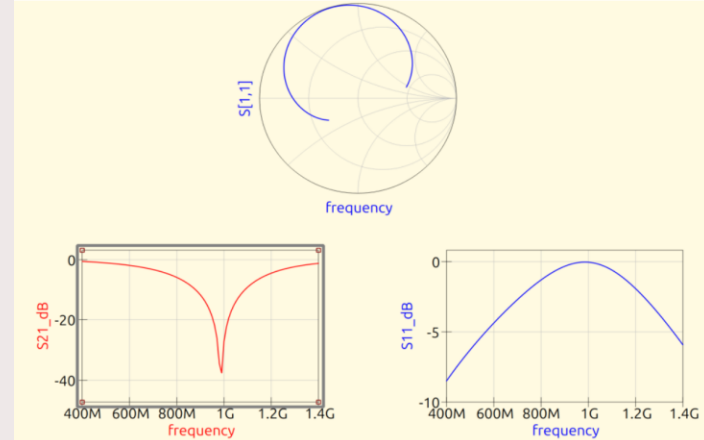 S[1,1]
frequency
S21_dB
0
-20
-40
400M 600M 800M 1G 1.2G 1.4G
frequency
S11_dB
0
-5
-10
400M 600M 800M 1G 1.2G 1.4G
frequency